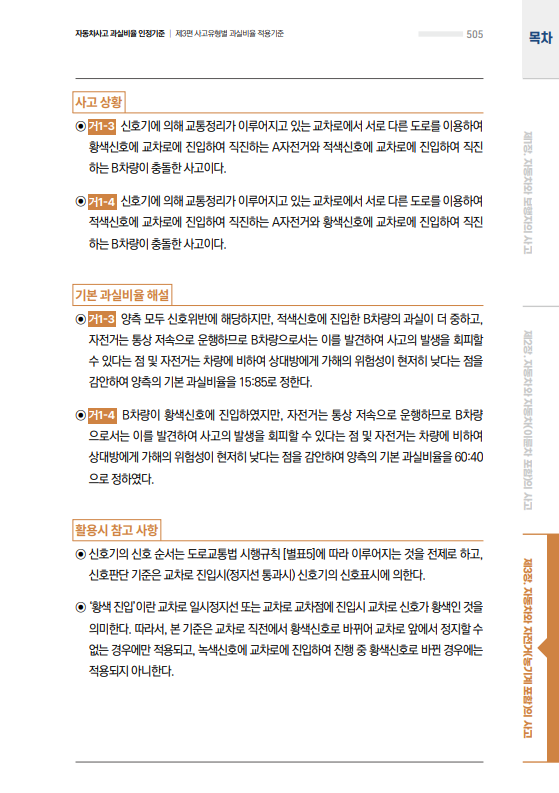 자동차사고 과실비율 인정기준 | 제3편 사고유형별 과실비율 적용기준
505
목차
사고 상황
◉ 거1-3 신호기에 의해 교통정리가 이루어지고 있는 교차로에서 서로 다른 도로를 이용하여
황색신호에 교차로에 진입하여 직진하는 A자전거와 적색신호에 교차로에 진입하여 직진
하는 B차량이 충돌한 사고이다.
◉ 거1-4 신호기에 의해 교통정리가 이루어지고 있는 교차로에서 서로 다른 도로를 이용하여
적색신호에 교차로에 진입하여 직진하는 A자전거와 황색신호에 교차로에 진입하여 직진
하는 B차량이 충돌한 사고이다.
기본 과실비율 해설
◉ 거1-3 양측 모두 신호위반에 해당하지만, 적색신호에 진입한 B차량의 과실이 더 중하고,
자전거는 통상 저속으로 운행하므로 B차량으로서는 이를 발견하여 사고의 발생을 회피할
수 있다는 점 및 자전거는 차량에 비하여 상대방에게 가해의 위험성이 현저히 낮다는 점을
감안하여 양측의 기본 과실비율을 15:85로 정한다.
◉ 거1-4 B차량이 황색신호에 진입하였지만, 자전거는 통상 저속으로 운행하므로 B차량
으로서는 이를 발견하여 사고의 발생을 회피할 수 있다는 점 및 자전거는 차량에 비하여
상대방에게 가해의 위험성이 현저히 낮다는 점을 감안하여 양측의 기본 과실비율을 60:40
으로 정하였다.
활용시 참고 사항
◉ 신호기의 신호 순서는 도로교통법 시행규칙 [별표5]에 따라 이루어지는 것을 전제로 하고,
신호판단 기준은 교차로 진입시(정지선 통과시) 신호기의 신호표시에 의한다.
◉ ‘황색 진입’이란 교차로 일시정지선 또는 교차로 교차점에 진입시 교차로 신호가 황색인 것을
의미한다. 따라서, 본 기준은 교차로 직전에서 황색신호로 바뀌어 교차로 앞에서 정지할 수
없는 경우에만 적용되고, 녹색신호에 교차로에 진입하여 진행 중 황색신호로 바뀐 경우에는
적용되지 아니한다.
제1장. 자동차와 보행자의 사고
제2장. 자동차와 자동차(이륜차 포함)의 사고
제3장. 자동차와 자전거(농기계 포함)의 사고